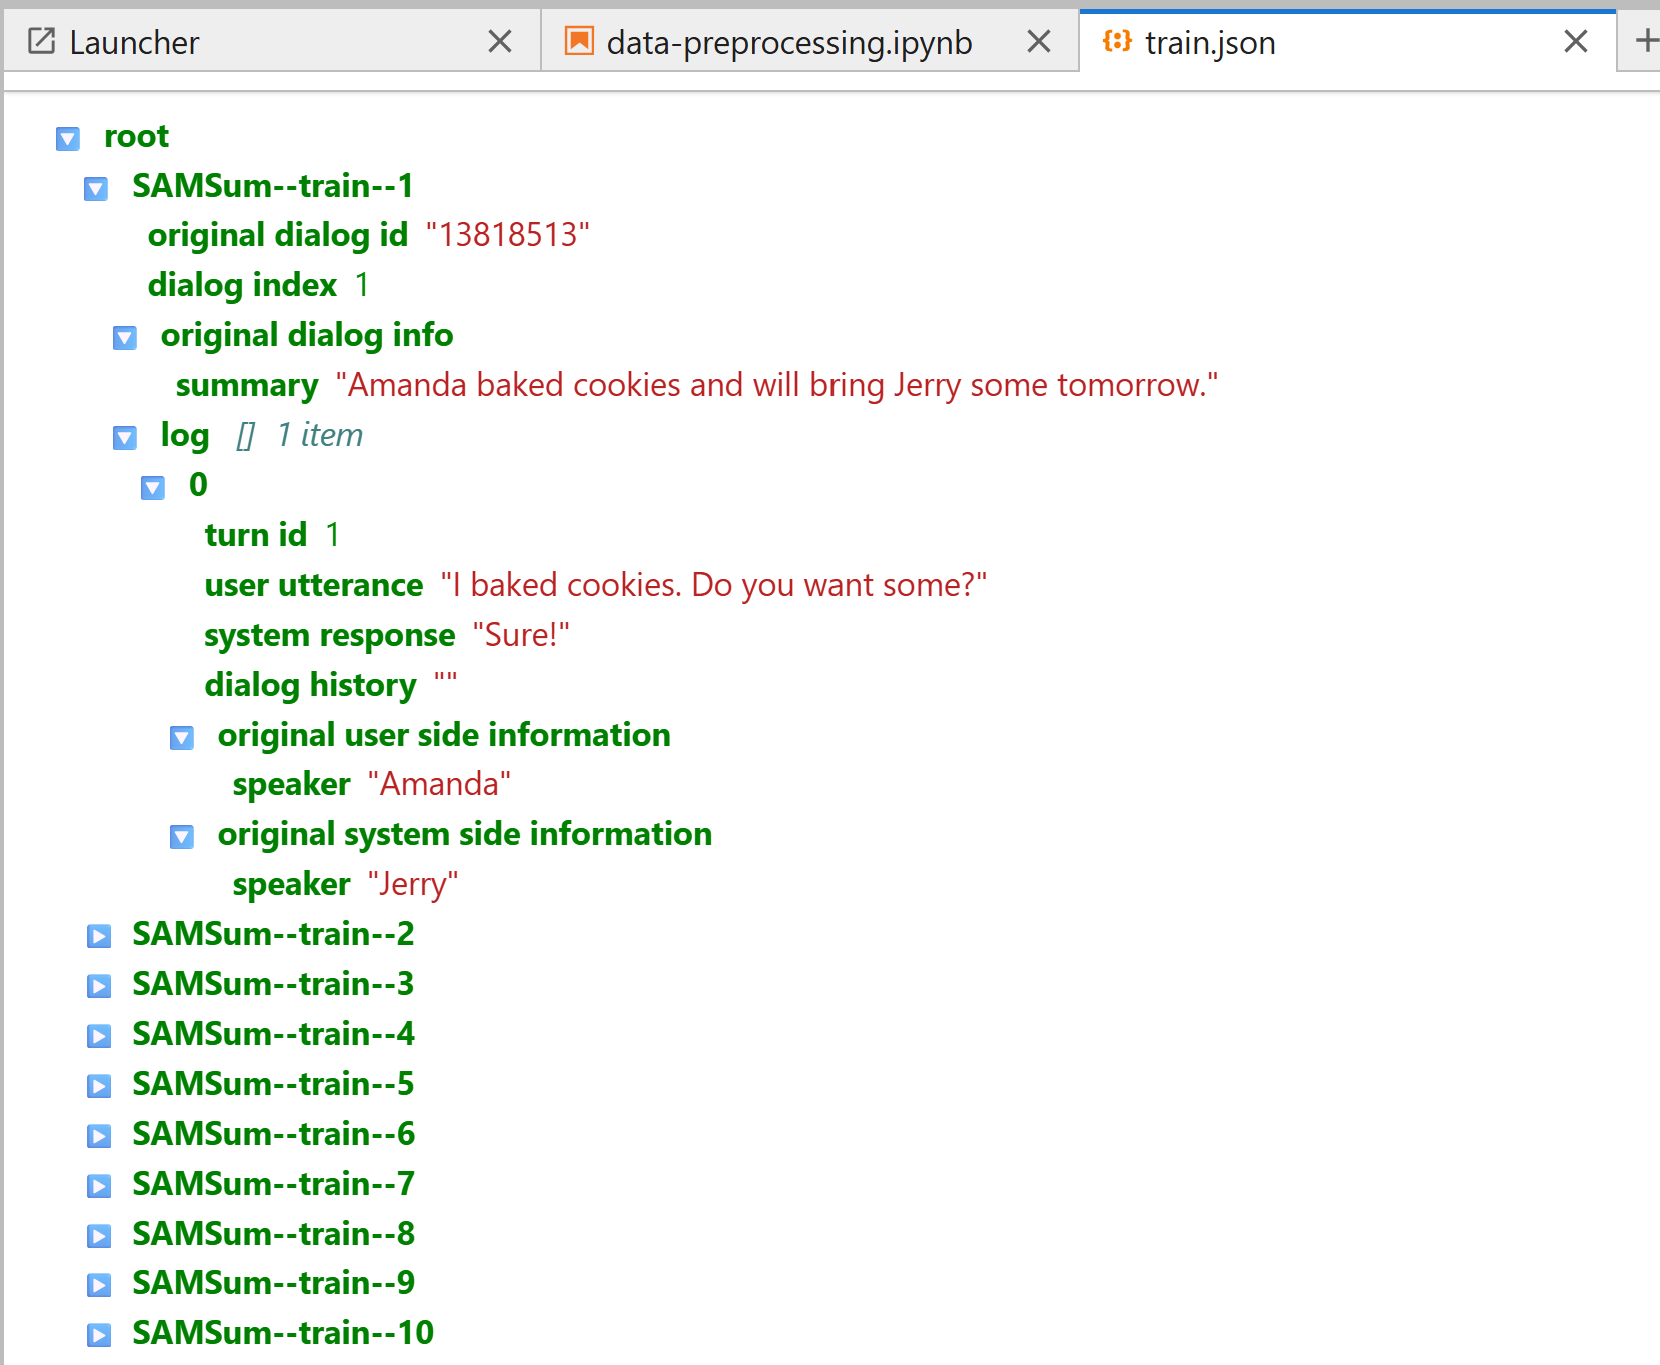 Launcher data-preprocessing.ipynb train.json
root
SAMSum--train--1
original dialog id "13818513"
dialog index 1
original dialog info
summary "Amanda baked cookies and will bring Jerry some tomorrow."
log [] 1 item
0
turn id 1
user utterance "I baked cookies. Do you want some?"
system response "Sure!"
dialog history ""
original user side information
speaker "Amanda"
original system side information
speaker "Jerry"
SAMSum--train--2
SAMSum--train--3
SAMSum--train--4
SAMSum--train--5
SAMSum--train--6
SAMSum--train--7
SAMSum--train--8
SAMSum--train--9
SAMSum--train--10